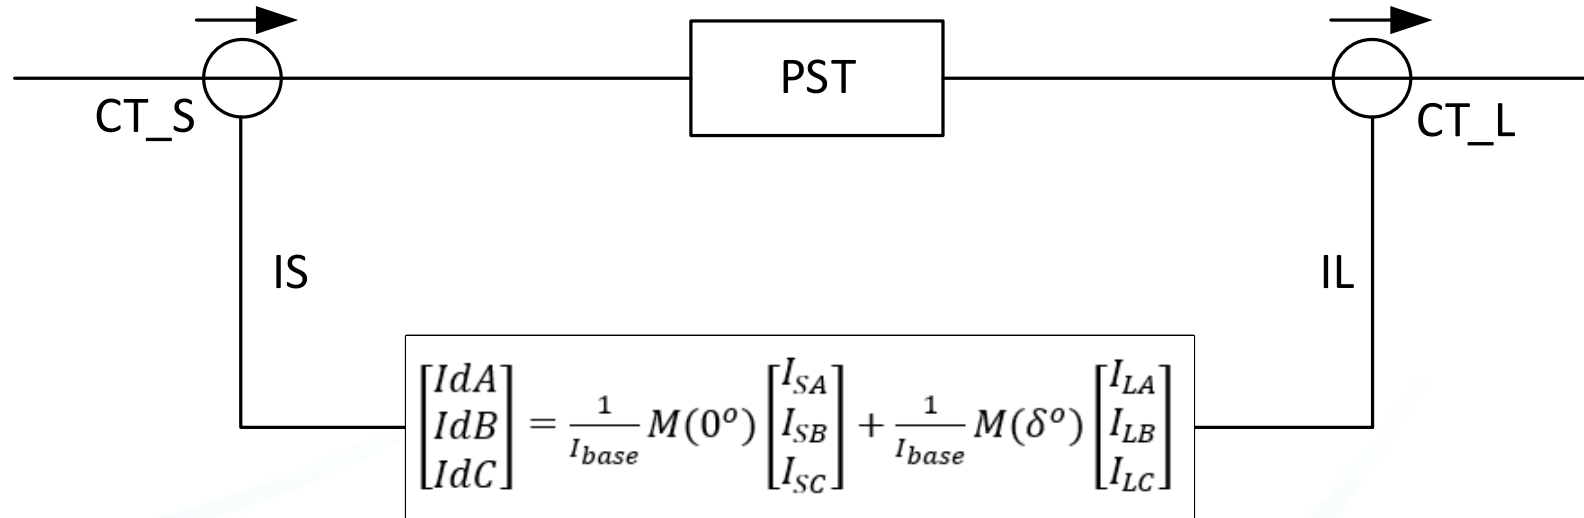 PST
CT_S
CT_L
IS
IL
[IdA IdB IdC] = 1/I_base M(0°) [I_SA I_SB I_SC] + 1/I_base M(δ°) [I_LA I_LB I_LC]